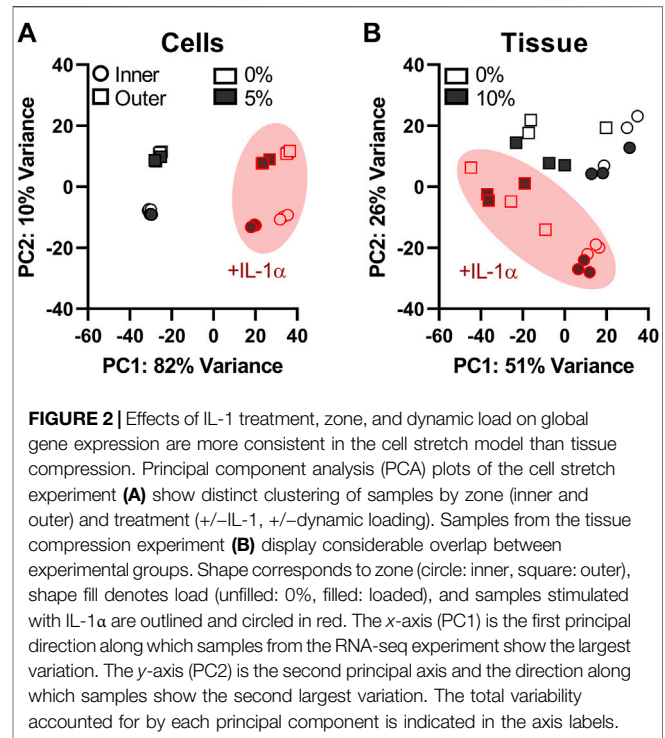 A
Cells
Inner
Outer
0%
5%
40
20
0
-20
-40
PC2: 10% Variance
+IL-1α
-60 -40 -20 0 20 40 60
PC1: 82% Variance
B
Tissue
0%
10%
40
20
0
-20
-40
PC2: 26% Variance
+IL-1α
-60 -40 -20 0 20 40
PC1: 51% Variance
FIGURE 2 | Effects of IL-1 treatment, zone, and dynamic load on global
gene expression are more consistent in the cell stretch model than tissue
compression. Principal component analysis (PCA) plots of the cell stretch
experiment (A) show distinct clustering of samples by zone (inner and
outer) and treatment (+/−IL-1, +/−dynamic loading). Samples from the tissue
compression experiment (B) display considerable overlap between
experimental groups. Shape corresponds to zone (circle: inner, square: outer),
shape fill denotes load (unfilled: 0%, filled: loaded), and samples stimulated
with IL-1α are outlined and circled in red. The x-axis (PC1) is the first principal
direction along which samples from the RNA-seq experiment show the largest
variation. The y-axis (PC2) is the second principal axis and the direction along
which samples show the second largest variation. The total variability
accounted for by each principal component is indicated in the axis labels.